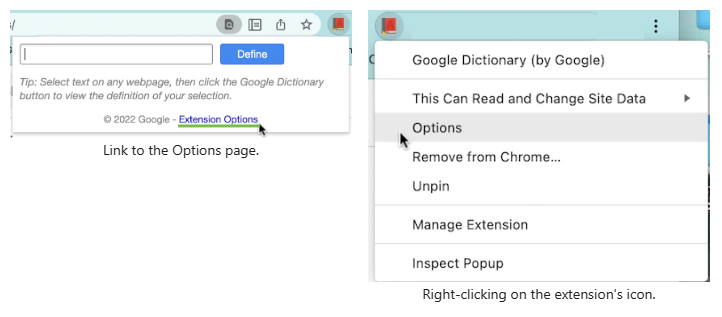 s/
Define
Tip: Select text on any webpage, then click the Google Dictionary
button to view the definition of your selection.
© 2022 Google - Extension Options
Link to the Options page.
Google Dictionary (by Google)
This Can Read and Change Site Data
Options
Remove from Chrome...
Unpin
Manage Extension
Inspect Popup
Right-clicking on the extension's icon.